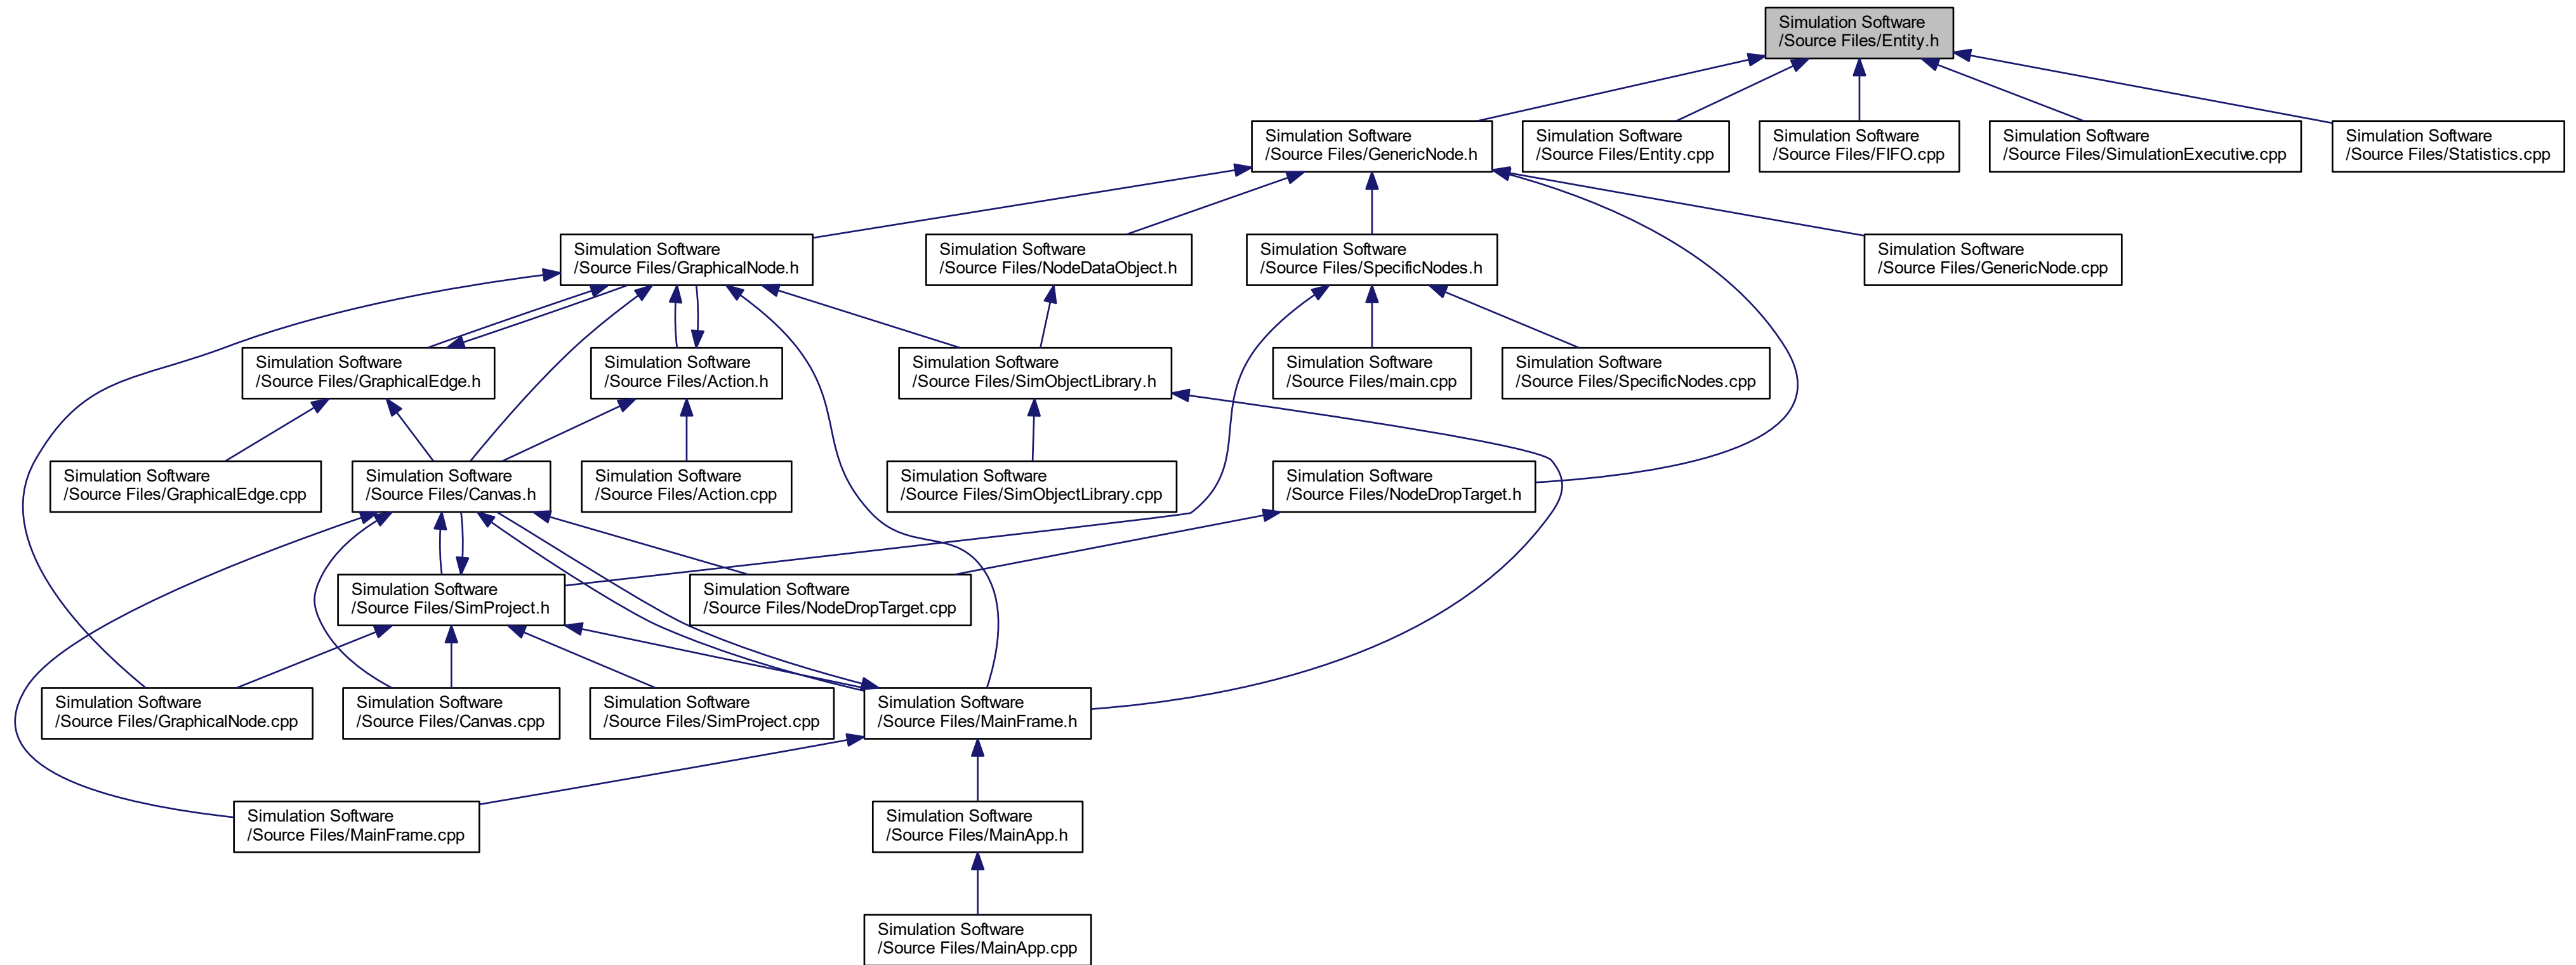 Simulation Software
/Source Files/Entity.h
Simulation Software
/Source Files/GenericNode.h
Simulation Software
/Source Files/Entity.cpp
Simulation Software
/Source Files/FIFO.cpp
Simulation Software
/Source Files/SimulationExecutive.cpp
Simulation Software
/Source Files/Statistics.cpp
Simulation Software
/Source Files/GraphicalNode.h
Simulation Software
/Source Files/NodeDataObject.h
Simulation Software
/Source Files/SpecificNodes.h
Simulation Software
/Source Files/GenericNode.cpp
Simulation Software
/Source Files/GraphicalEdge.h
Simulation Software
/Source Files/Action.h
Simulation Software
/Source Files/SimObjectLibrary.h
Simulation Software
/Source Files/main.cpp
Simulation Software
/Source Files/SpecificNodes.cpp
Simulation Software
/Source Files/GraphicalEdge.cpp
Simulation Software
/Source Files/Canvas.h
Simulation Software
/Source Files/Action.cpp
Simulation Software
/Source Files/SimObjectLibrary.cpp
Simulation Software
/Source Files/NodeDropTarget.h
Simulation Software
/Source Files/SimProject.h
Simulation Software
/Source Files/NodeDropTarget.cpp
Simulation Software
/Source Files/GraphicalNode.cpp
Simulation Software
/Source Files/Canvas.cpp
Simulation Software
/Source Files/SimProject.cpp
Simulation Software
/Source Files/MainFrame.h
Simulation Software
/Source Files/MainFrame.cpp
Simulation Software
/Source Files/MainApp.h
Simulation Software
/Source Files/MainApp.cpp